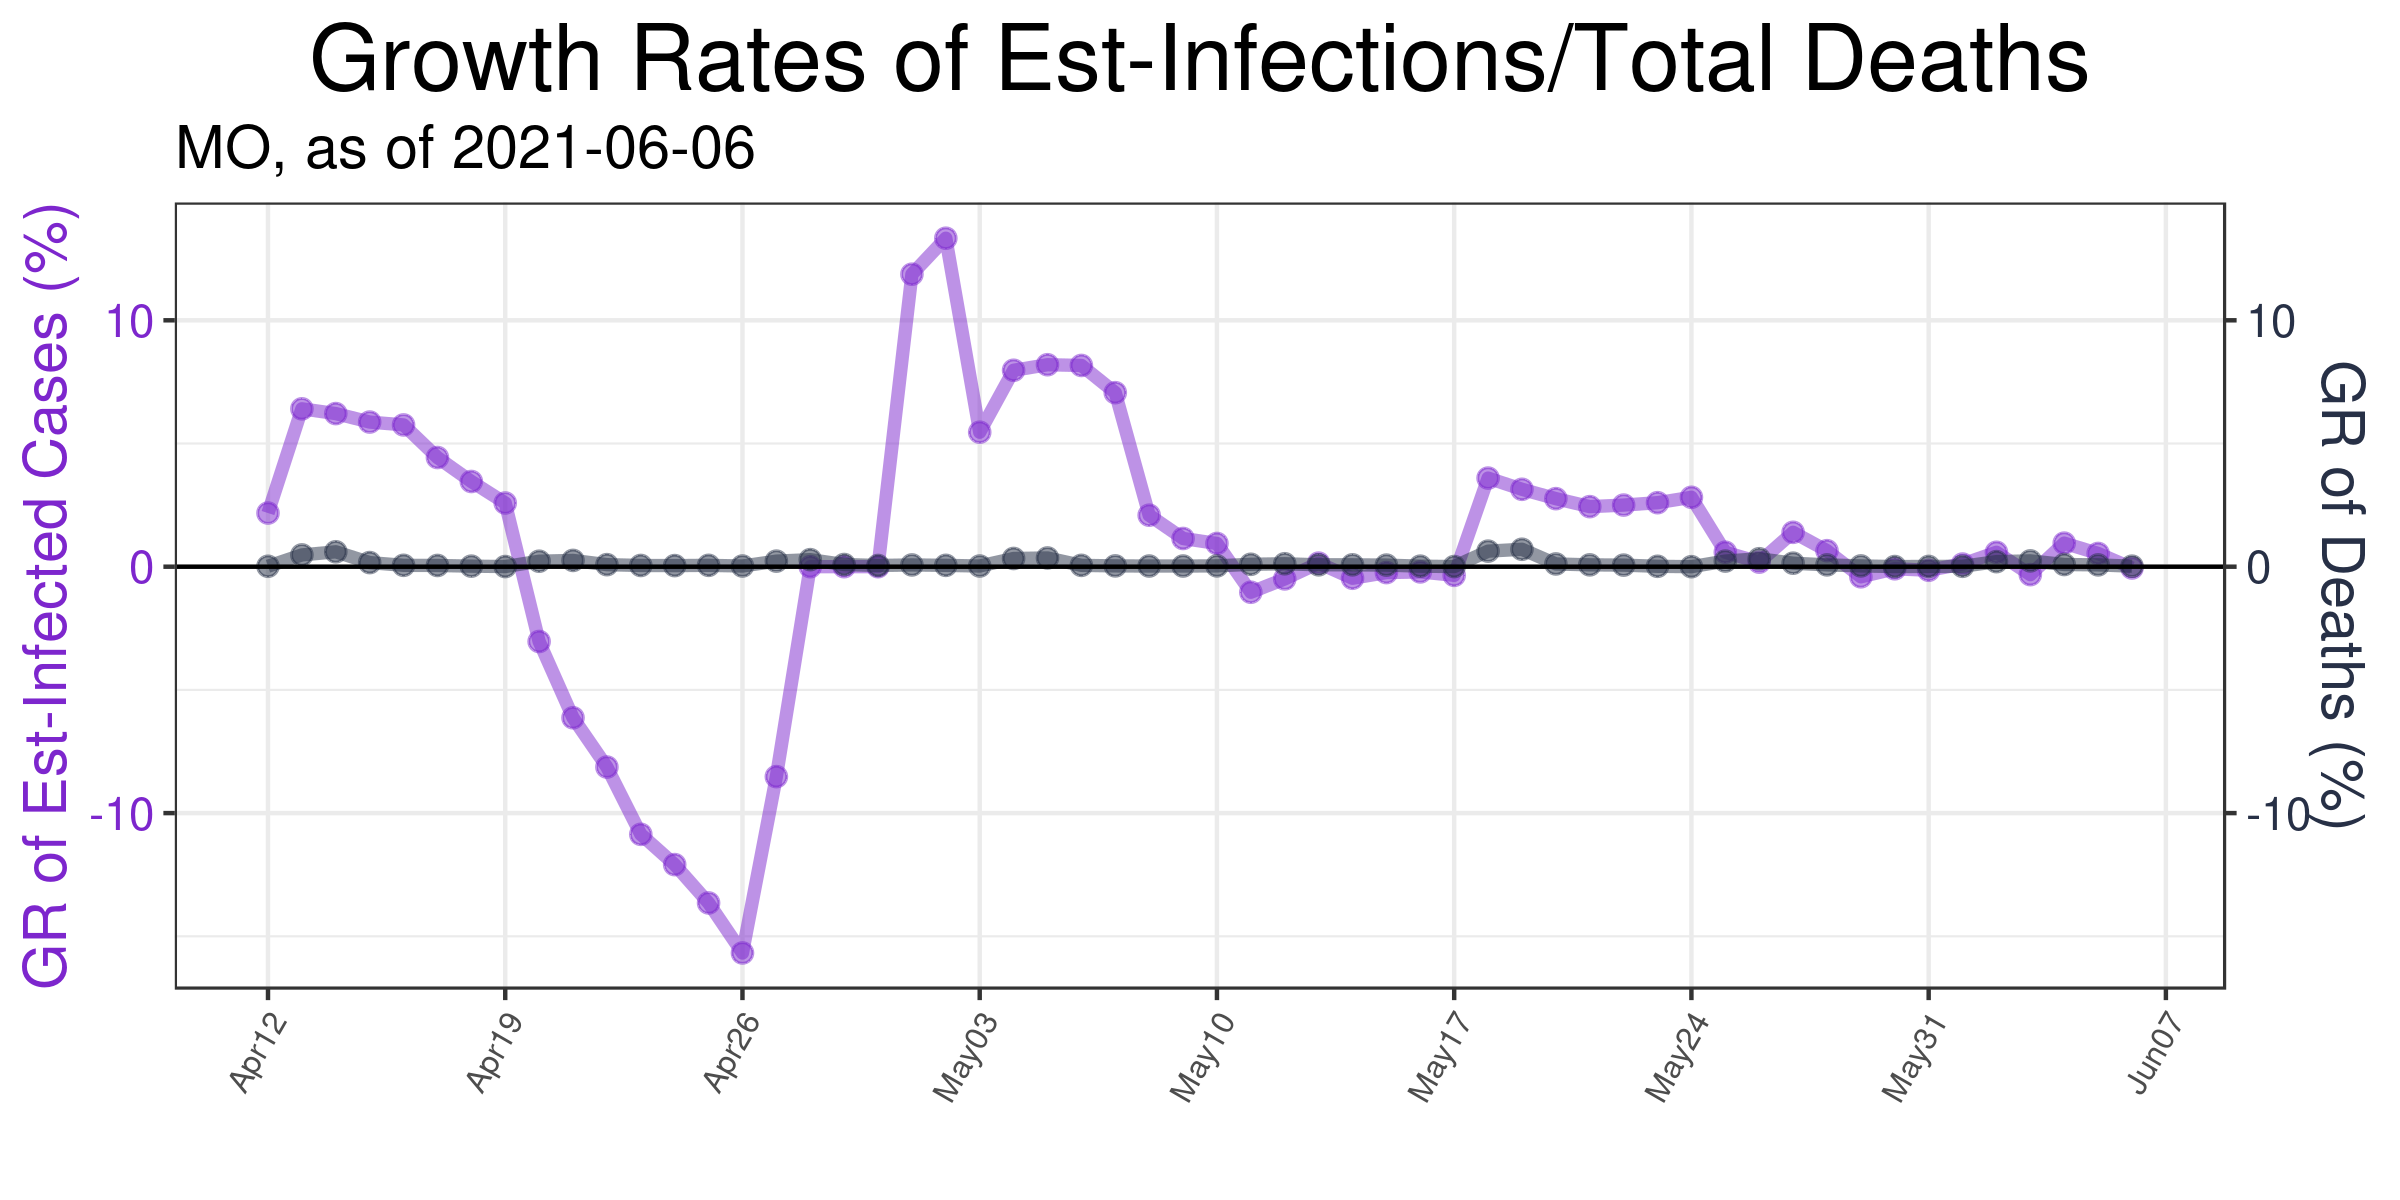 Growth Rates of Est-Infections/Total Deaths
MO, as of 2021-06-06
GR of Est-Infected Cases (%)
10
0
-10
10
0
-10
GR of Deaths (%)
Apr12
Apr19
Apr26
May03
May10
May17
May24
May31
Jun07